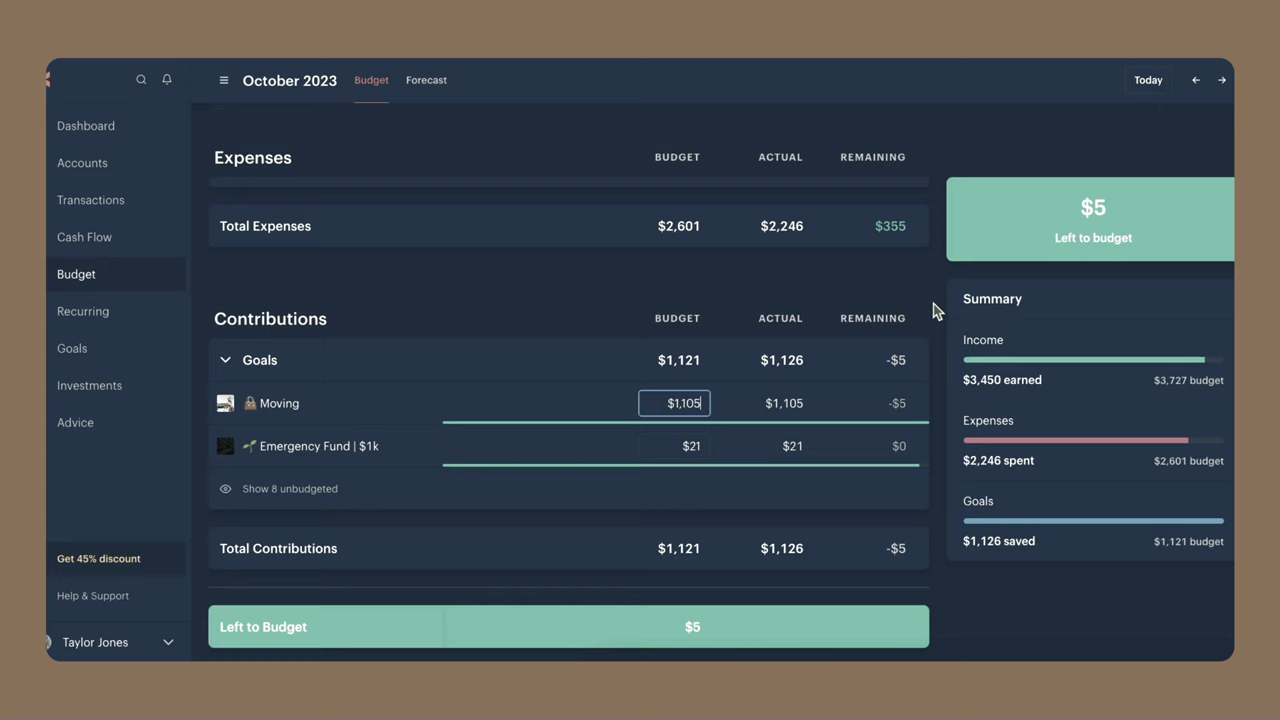 October 2023 Budget Forecast Today
Dashboard
Accounts
Transactions
Cash Flow
Budget
Recurring
Goals
Investments
Advice
Get 45% discount
Help & Support
Taylor Jones
Expenses BUDGET ACTUAL REMAINING
Total Expenses $2,601 $2,246 $355
Contributions BUDGET ACTUAL REMAINING
Goals $1,121 $1,126 -$5
Moving $1,105 $1,105 -$5
Emergency Fund | $1k $21 $21 $0
Show 8 unbudgeted
Total Contributions $1,121 $1,126 -$5
Left to Budget $5
$5
Left to budget
Summary
Income
$3,450 earned $3,727 budget
Expenses
$2,246 spent $2,601 budget
Goals
$1,126 saved $1,121 budget